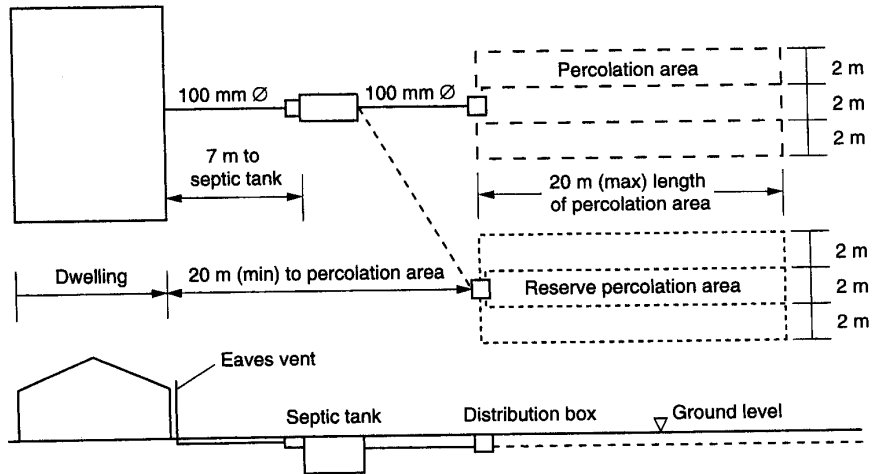 Percolation area
2 m
100 mm Ø
100 mm Ø
2 m
2 m
7 m to
septic tank
20 m (max) length
of percolation area
2 m
Dwelling
20 m (min) to percolation area
Reserve percolation area
2 m
2 m
Eaves vent
Septic tank
Distribution box
Ground level